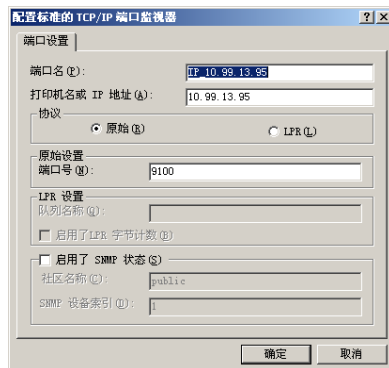 配置标准的 TCP/IP 端口监视器
端口设置
端口名(P): IP_10.99.13.95
打印机名或 IP 地址(A): 10.99.13.95
协议
原始(R) LPR(L)
原始设置
端口号(N): 9100
LPR 设置
队列名称(Q):
启用了LPR 字节计数(B)
启用了 SNMP 状态(S)
社区名称(C): public
SNMP 设备索引(D): 1
确定 取消